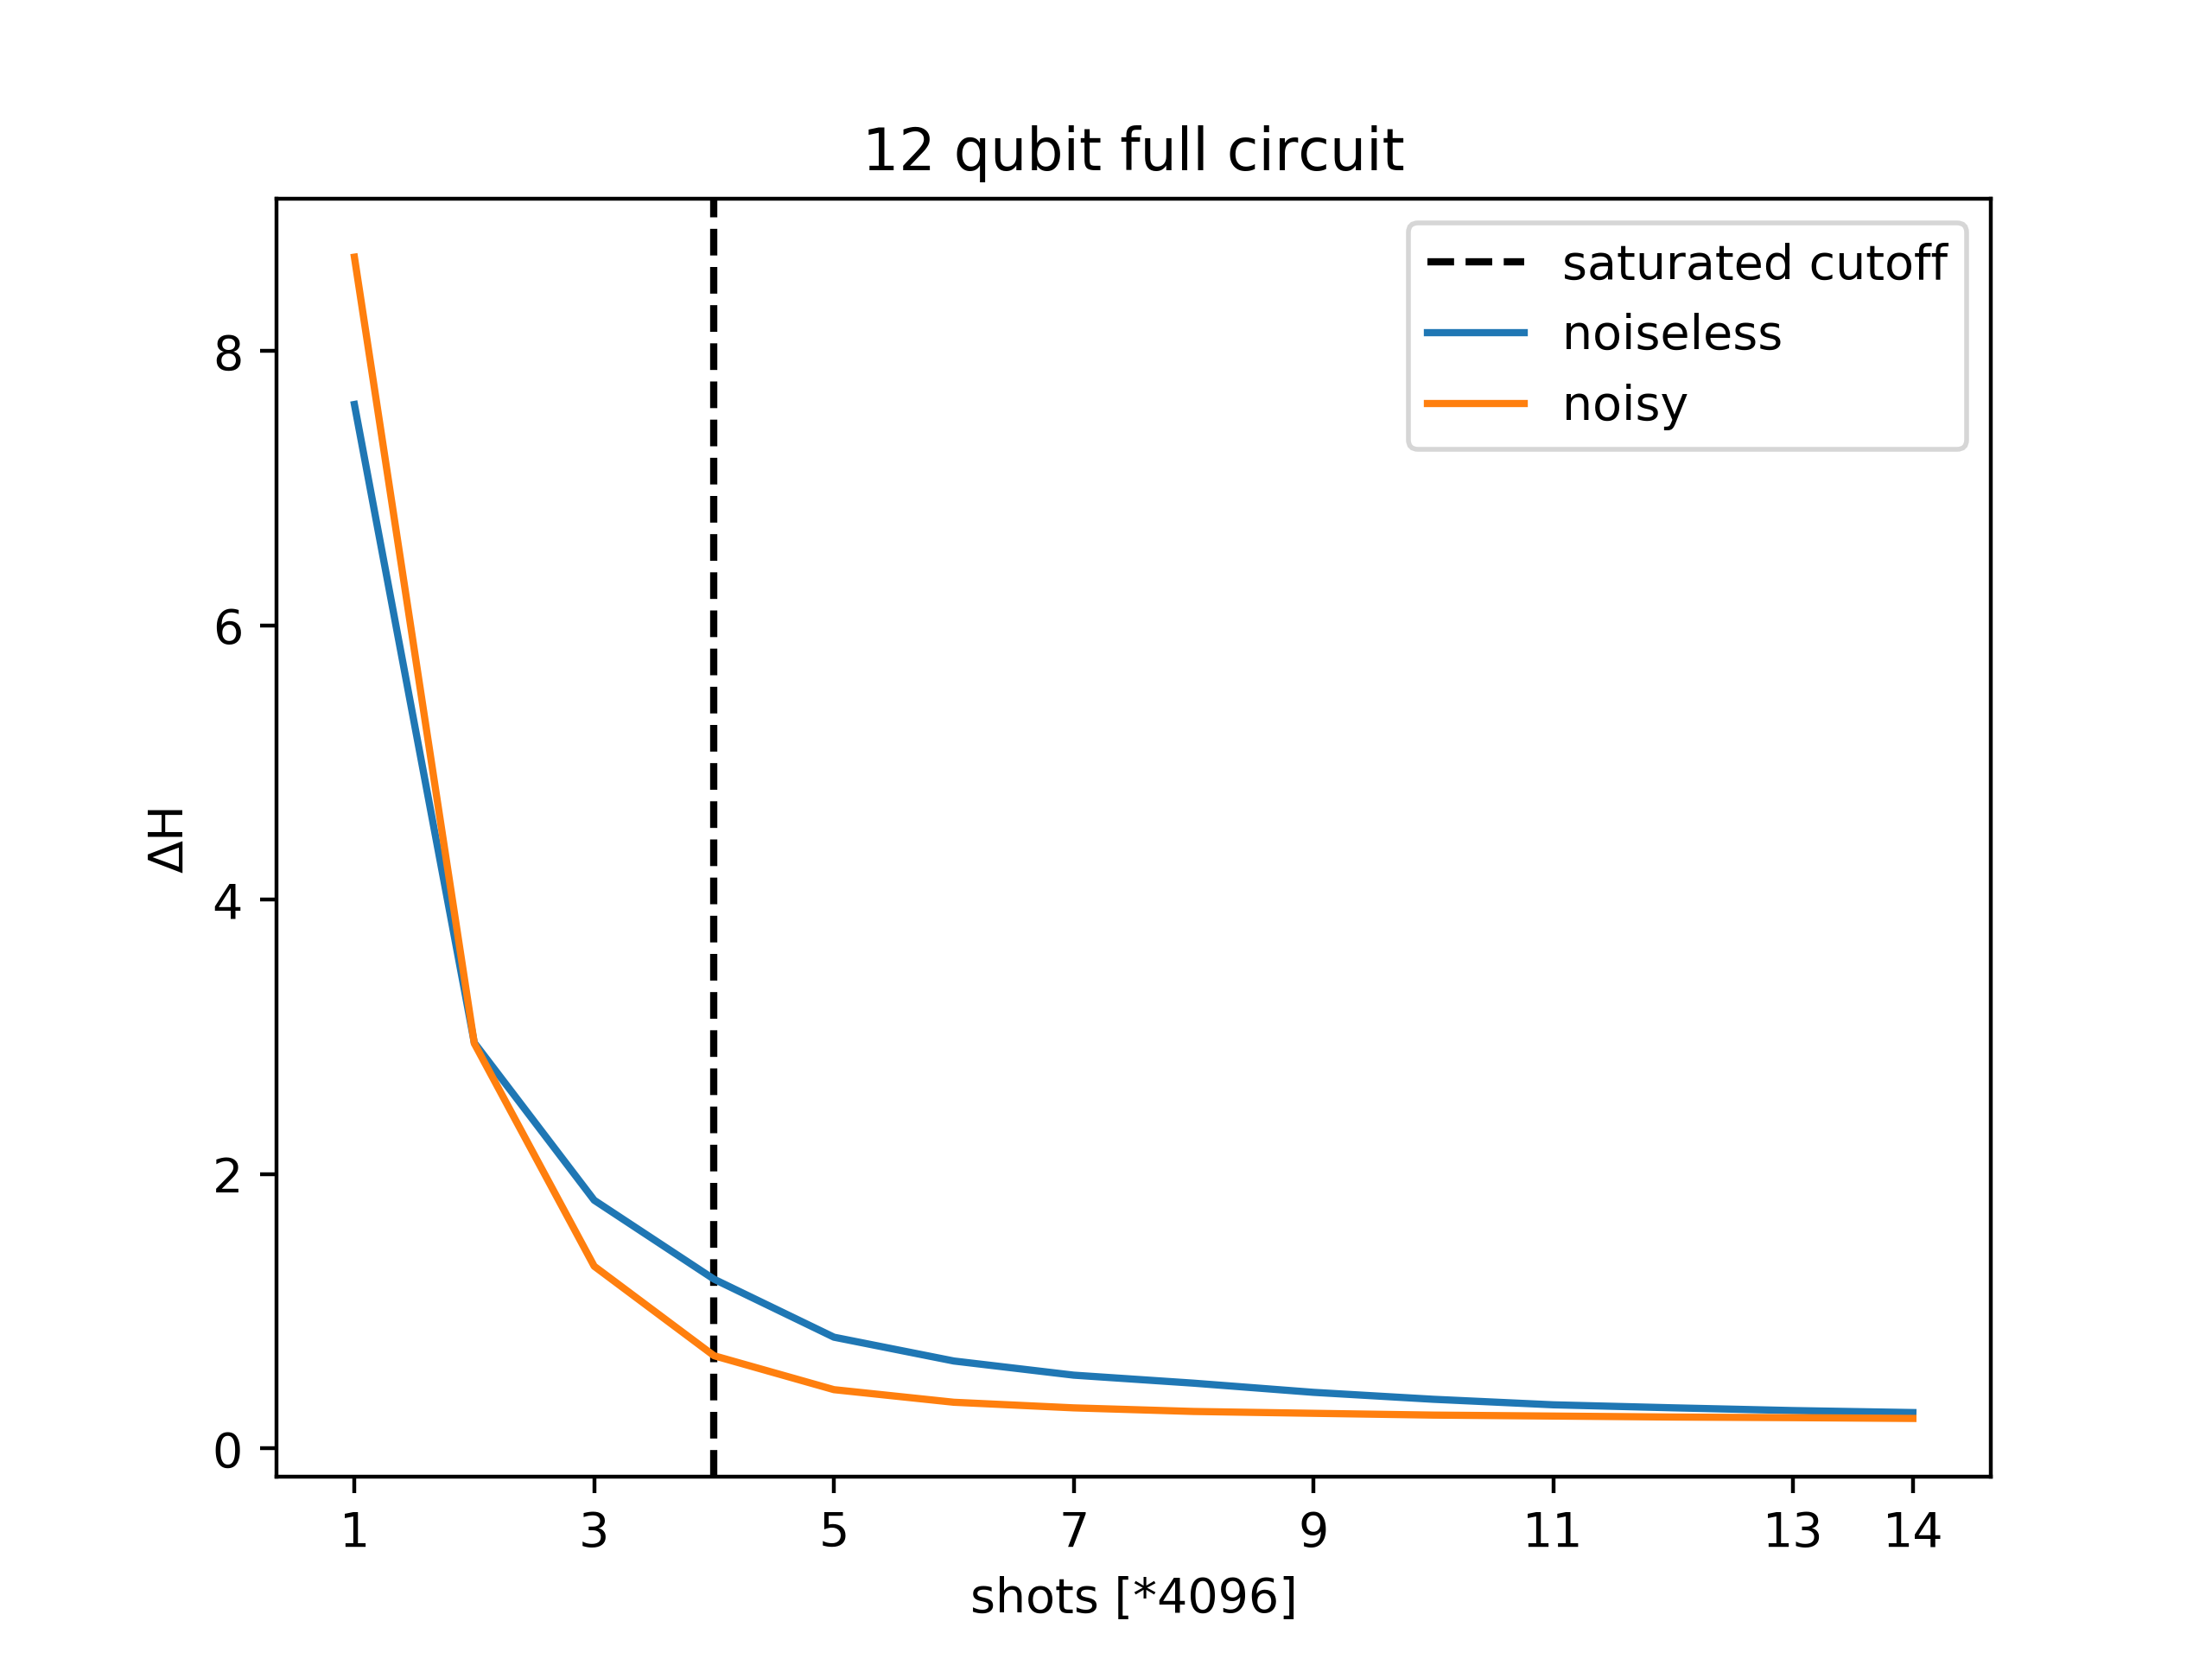 12 qubit full circuit
saturated cutoff
noiseless
noisy
ΔH
8
6
4
2
0
1 3 5 7 9 11 13 14
shots [*4096]